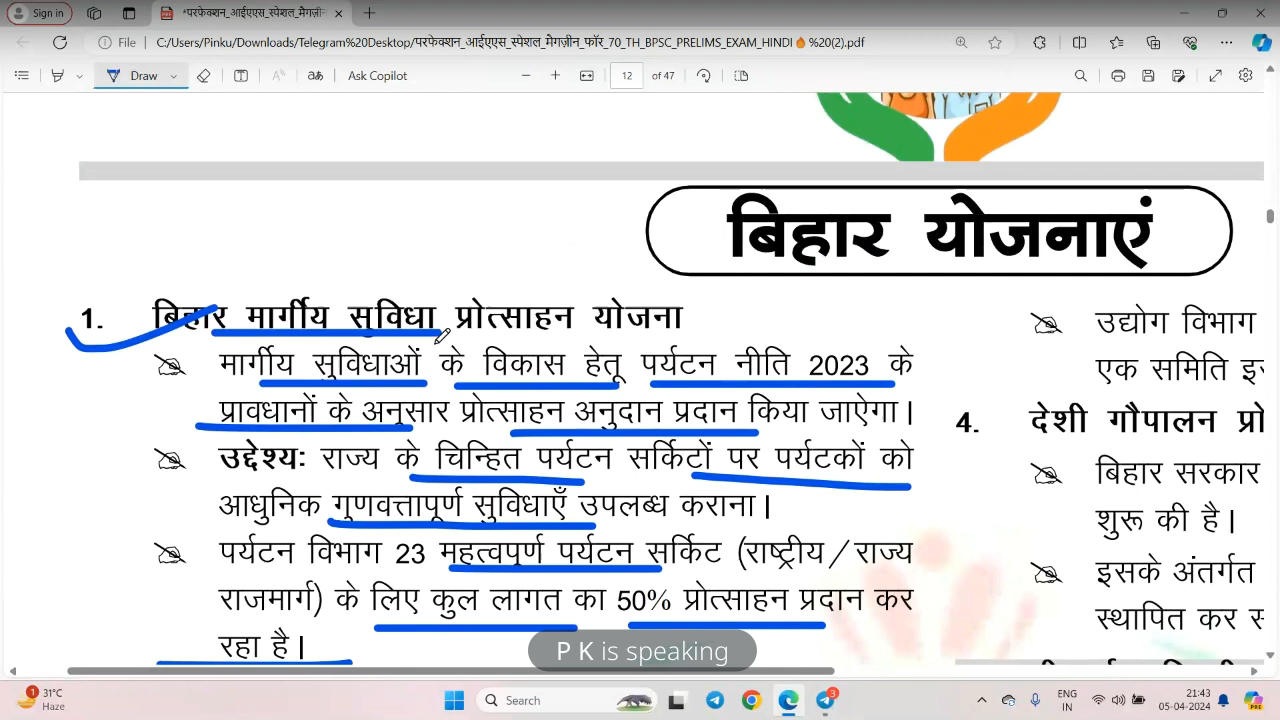 Sign in
*परफेक्शन_आईएएस_स्पेशल_मैगज़ीन
File C:/Users/Pinku/Downloads/Telegram%20Desktop/परफेक्शन_आईएएस_स्पेशल_मैगज़ीन_फॉर_70_TH_BPSC_PRELIMS_EXAM_HINDI🔥%20(2).pdf
Draw Ask Copilot 12 of 47
बिहार योजनाएं
1. बिहार मार्गीय सुविधा प्रोत्साहन योजना
मार्गीय सुविधाओं के विकास हेतू पर्यटन नीति 2023 के
प्रावधानों के अनुसार प्रोत्साहन अनुदान प्रदान किया जाऐगा।
उद्देश्यः राज्य के चिन्हित पर्यटन सर्किटों पर पर्यटकों को
आधुनिक गुणवत्तापूर्ण सुविधाएँ उपलब्ध कराना।
पर्यटन विभाग 23 महत्वपूर्ण पर्यटन सर्किट (राष्ट्रीय/राज्य
राजमार्ग) के लिए कुल लागत का 50% प्रोत्साहन प्रदान कर
रहा है।
उद्योग विभाग
एक समिति इस
4. देशी गौपालन प्रो
बिहार सरकार
शुरू की है।
इसके अंतर्गत
स्थापित कर स
P K is speaking
1
31°C
Haze
Search
3
ENG
IN
21:43
05-04-2024